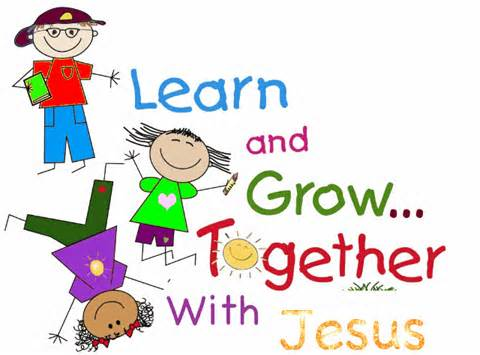 Learn
and
Grow...
Together
With Jesus